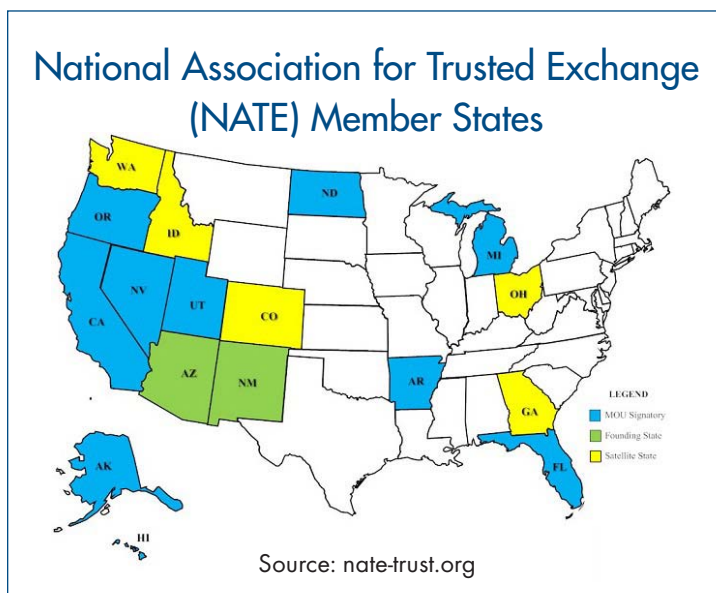 National Association for Trusted Exchange
(NATE) Member States
WA
ND
OR
ID
MI
NV
UT
CO
OH
CA
AZ
NM
AR
GA
LEGEND
MOU Signatory
Founding State
Satellite State
FL
AK
HI
Source: nate-trust.org